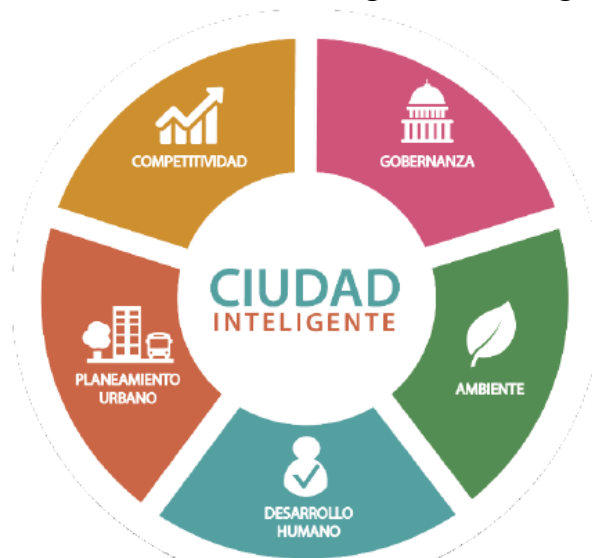 COMPETITIVIDAD
GOBERNANZA
CIUDAD
INTELIGENTE
PLANEAMIENTO
URBANO
AMBIENTE
DESARROLLO
HUMANO